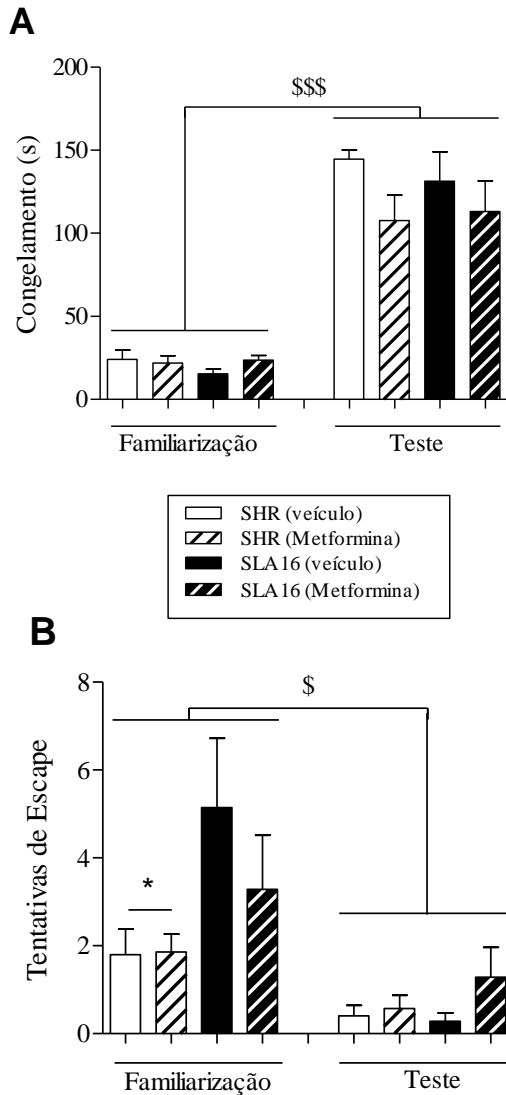 A
Congelamento (s)
200
150
100
50
0
$$$
Familiarização
Teste
SHR (veículo)
SHR (Metformina)
SLA16 (veículo)
SLA16 (Metformina)
B
Tentativas de Escape
8
6
4
2
0
$
*
Familiarização
Teste